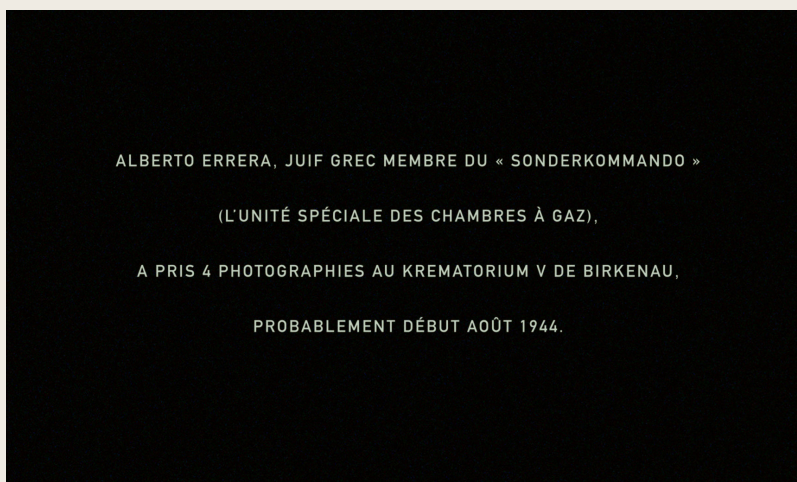 ALBERTO ERRERA, JUIF GREC MEMBRE DU « SONDERKOMMANDO »
(L'UNITÉ SPÉCIALE DES CHAMBRES À GAZ),
A PRIS 4 PHOTOGRAPHIES AU KREMATORIUM V DE BIRKENAU,
PROBABLEMENT DÉBUT AOÛT 1944.